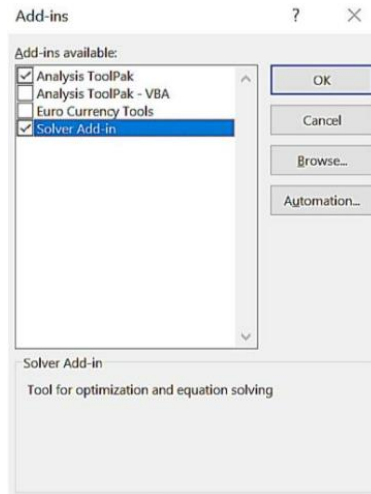 Add-ins ? ×
Add-ins available:
Analysis ToolPak
Analysis ToolPak - VBA
Euro Currency Tools
Solver Add-in
OK
Cancel
Browse...
Automation...
Solver Add-in
Tool for optimization and equation solving